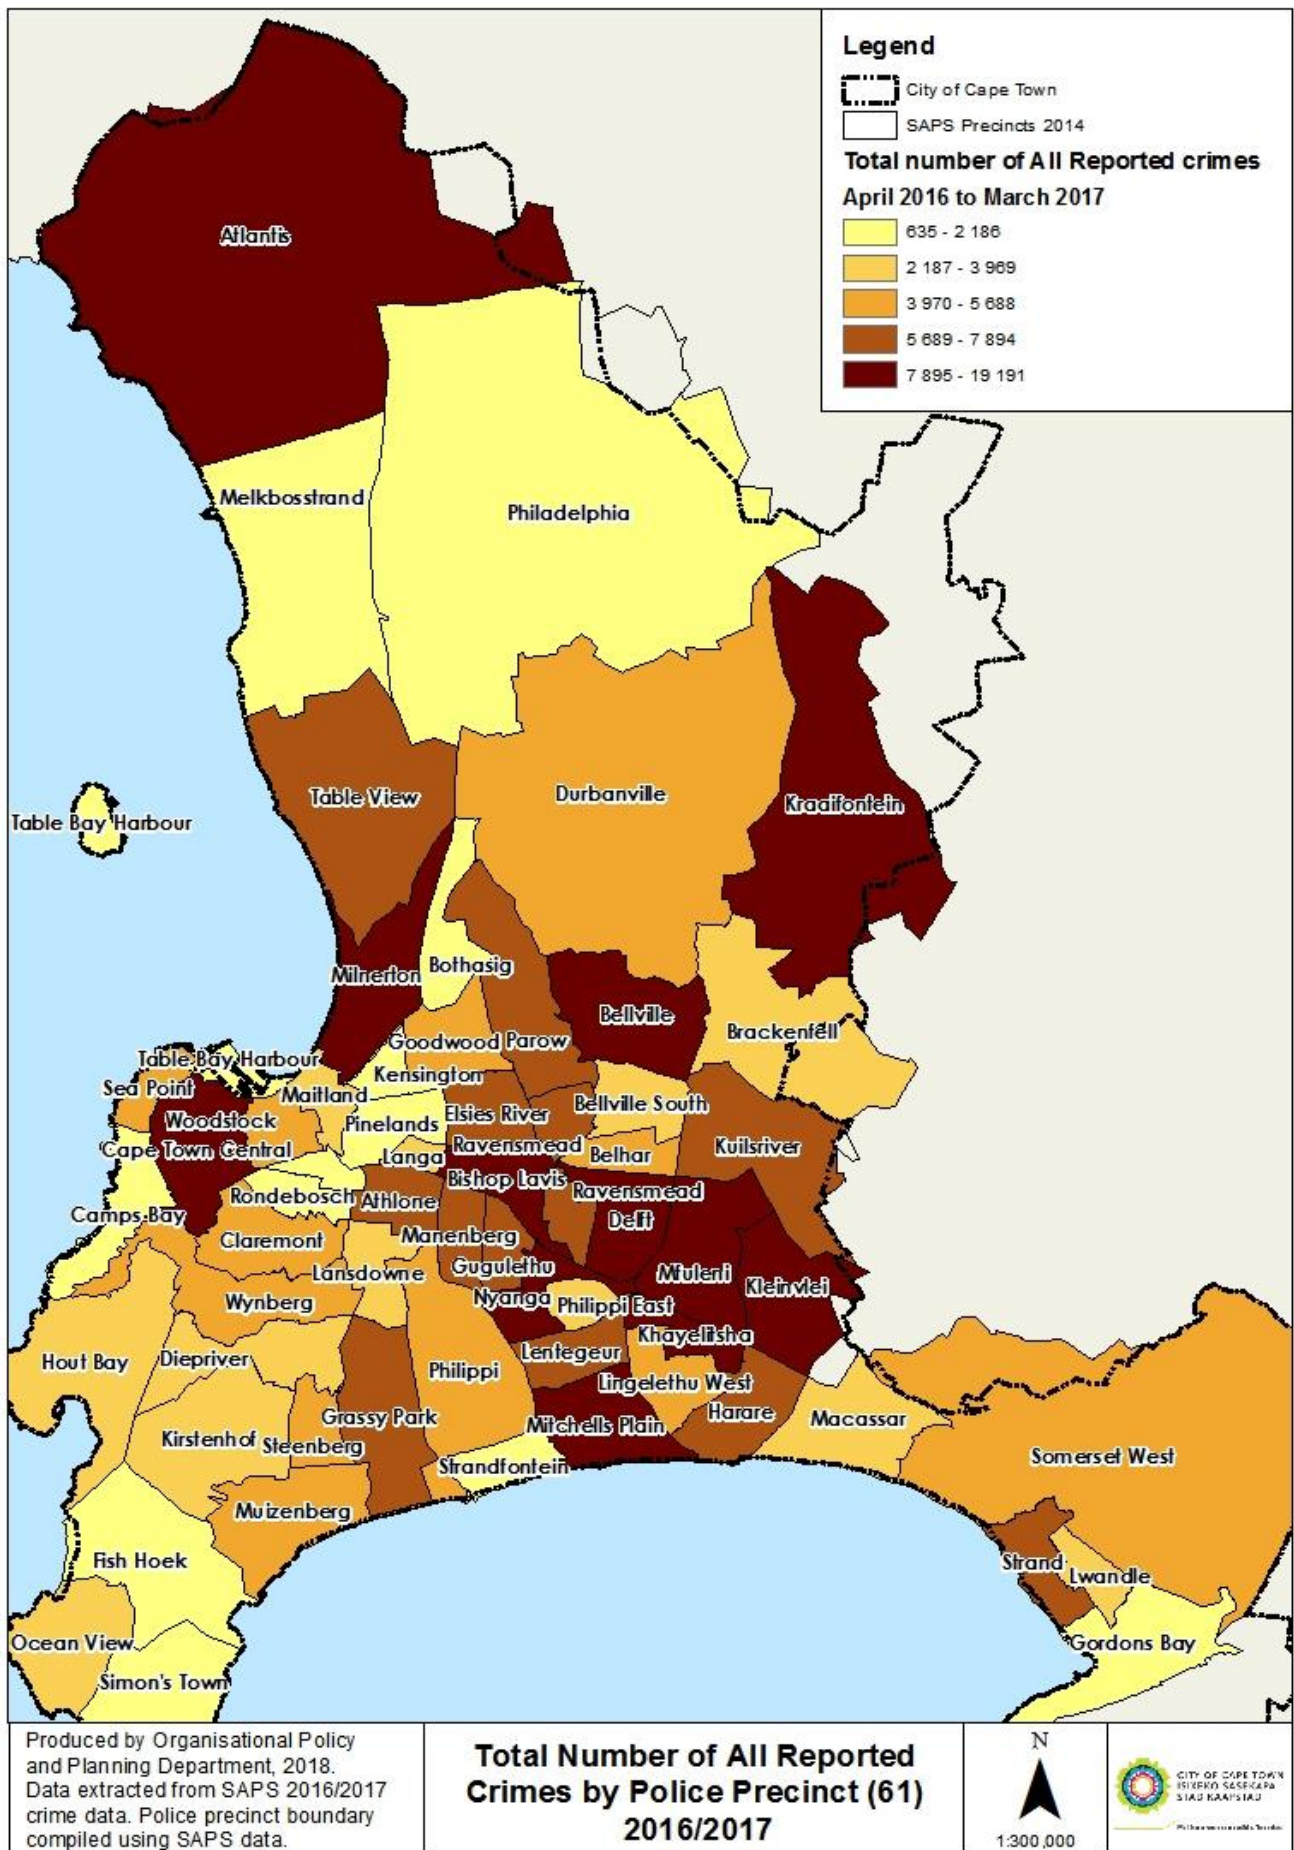 Legend
City of Cape Town
SAPS Precincts 2014
Total number of All Reported crimes
April 2016 to March 2017
635 - 2 186
2 187 - 3 969
3 970 - 5 688
5 689 - 7 894
7 895 - 19 191
Atlantis
Melkbosstrand
Philadelphia
Table View
Durbanville
Kraaifontein
Table Bay Harbour
Milnerton
Bothasig
Bellville
Brackenfell
Goodwood
Parow
Table Bay Harbour
Kensington
Sea Point
Maitland
Elsies River
Bellville South
Woodstock
Pinelands
Ravensmead
Kuilsriver
Cape Town Central
Langa
Belhar
Bishop Lavis
Rondebosch
Athlone
Ravensmead
Delft
Camps Bay
Claremont
Manenberg
Lansdowne
Gugulethu
Mfuleni
Kleinvlei
Wynberg
Nyanga
Philippi East
Khayelitsha
Hout Bay
Diepriver
Philippi
Lentegeur
Lingelethu West
Kirstenhof
Steenberg
Grassy Park
Mitchells Plain
Harare
Macassar
Strandfontein
Somerset West
Muizenberg
Fish Hoek
Strand
Lwandle
Ocean View
Gordons Bay
Simon's Town
Produced by Organisational Policy
and Planning Department, 2018.
Data extracted from SAPS 2016/2017
crime data. Police precinct boundary
compiled using SAPS data.
Total Number of All Reported
Crimes by Police Precinct (61)
2016/2017
N
1:300,000
CITY OF CAPE TOWN
ISIXEKO SASEKAPA
STAD KAAPSTAD